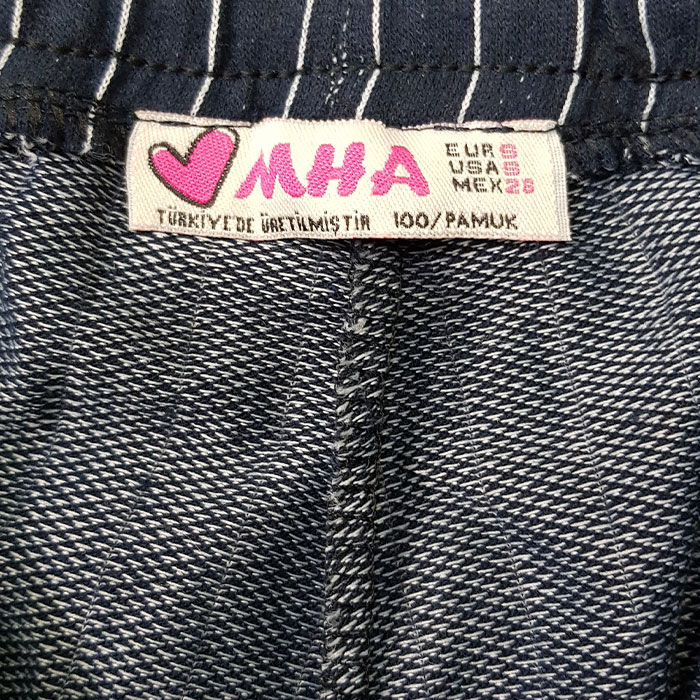 MHA
EUR S
USA S
MEX 28
TÜRKİYE'DE ÜRETİLMİŞTİR 100/PAMUK